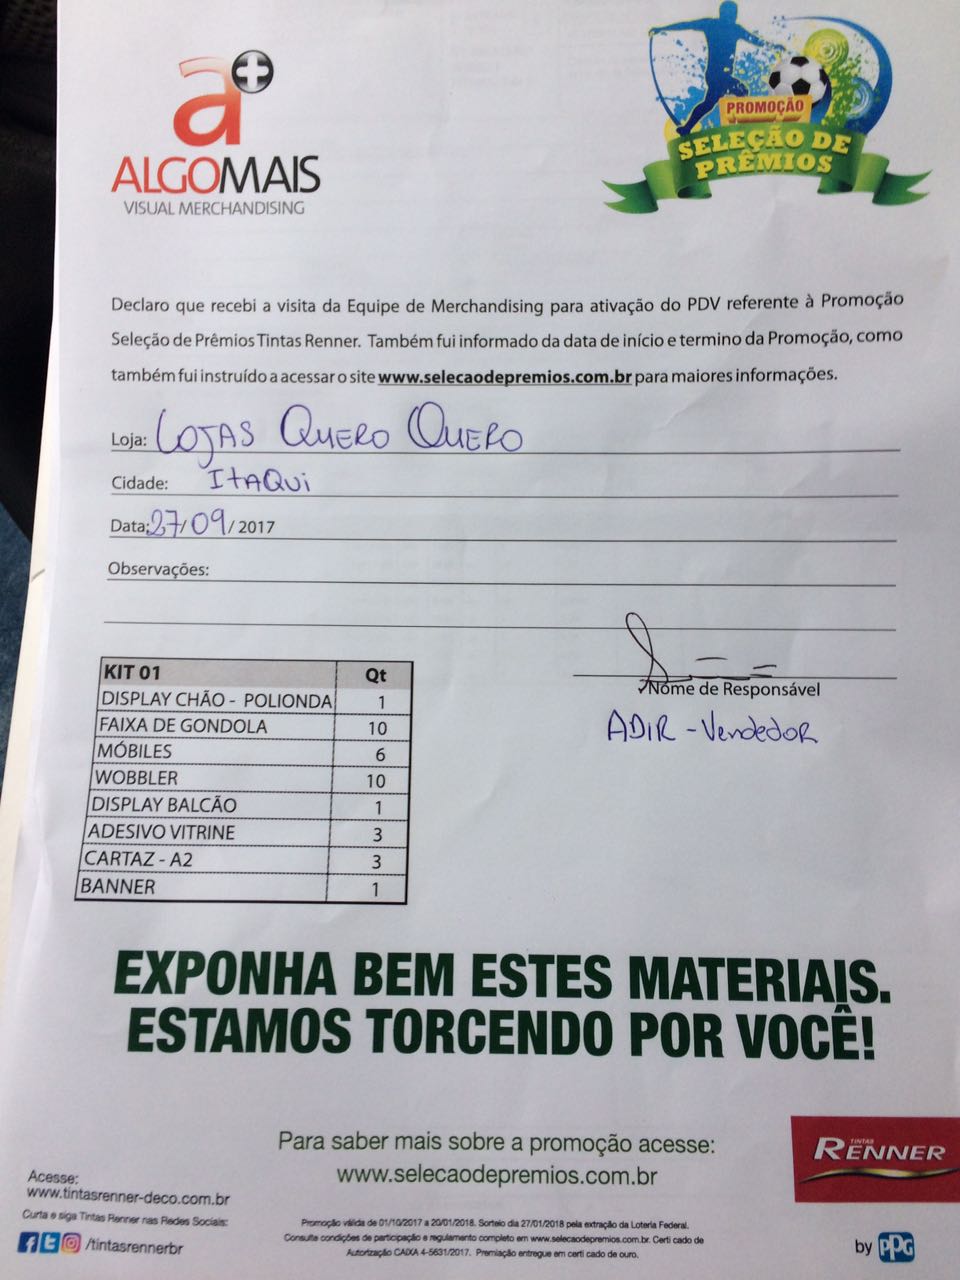 a+
ALGOMAIS
VISUAL MERCHANDISING
PROMOÇÃO
SELEÇÃO DE
PRÊMIOS
Declaro que recebi a visita da Equipe de Merchandising para ativação do PDV referente à Promoção
Seleção de Prêmios Tintas Renner. Também fui informado da data de início e termino da Promoção, como
também fui instruído a acessar o site www.selecaodepremios.com.br para maiores informações.
Loja: LOJAS QUERO QUERO
Cidade: ITAQUi
Data: 27/09/2017
Observações:
Nome de Responsável
ADIR - Vendedor
KIT 01 Qt
DISPLAY CHÃO - POLIONDA 1
FAIXA DE GONDOLA 10
MÓBILES 6
WOBBLER 10
DISPLAY BALCÃO 1
ADESIVO VITRINE 3
CARTAZ - A2 3
BANNER 1
EXPONHA BEM ESTES MATERIAIS.
ESTAMOS TORCENDO POR VOCÊ!
Para saber mais sobre a promoção acesse:
www.selecaodepremios.com.br
TINTAS
RENNER
Acesse:
www.tintasrenner-deco.com.br
Curta e siga Tintas Renner nas Redes Sociais:
/tintasrennerbr
Promoção válida de 01/10/2017 a 20/01/2018. Sorteio dia 27/01/2018 pela extração da Loteria Federal.
Consulte condições de participação e regulamento completo em www.selecaodepremios.com.br. Certi cado de
Autorização CAIXA 4-5631/2017. Premiação entregue em certi cado de ouro.
by PPG